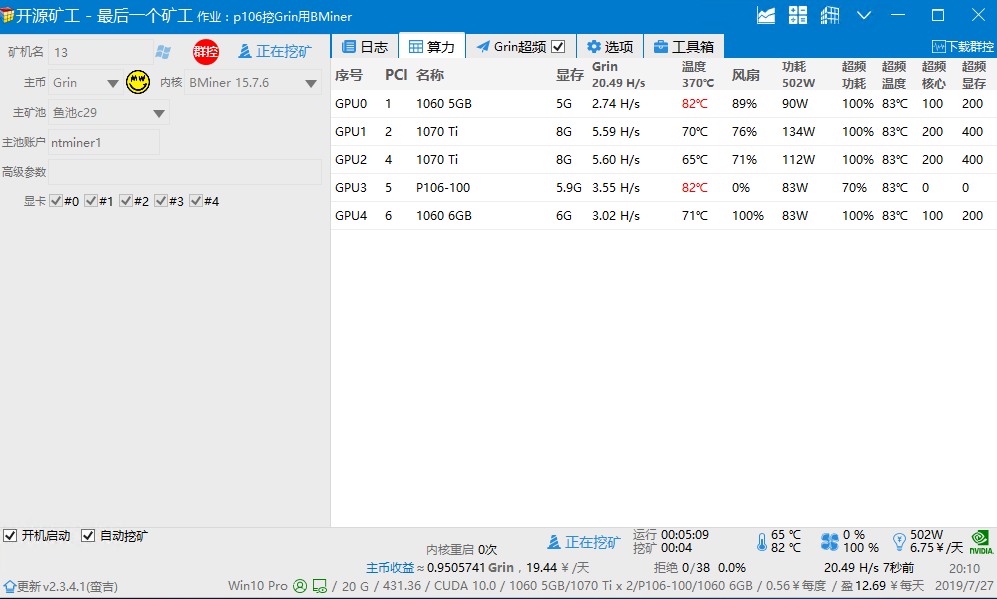 开源矿工 - 最后一个矿工 作业：p106挖Grin用BMiner
矿机名 13 群控 正在挖矿
主币 Grin 内核 BMiner 15.7.6
主矿池 鱼池c29
主池账户 ntminer1
高级参数
显卡 #0 #1 #2 #3 #4
日志 算力 Grin超频 选项 工具箱 下载群控
序号 PCI 名称 显存 Grin 20.49 H/s 温度 370℃ 风扇 功耗 502W 超频功耗 超频温度 超频核心 超频显存
GPU0 1 1060 5GB 5G 2.74 H/s 82℃ 89% 90W 100% 83℃ 100 200
GPU1 2 1070 Ti 8G 5.59 H/s 70℃ 76% 134W 100% 83℃ 200 400
GPU2 4 1070 Ti 8G 5.60 H/s 65℃ 71% 112W 100% 83℃ 200 400
GPU3 5 P106-100 5.9G 3.55 H/s 82℃ 0% 83W 70% 83℃ 0 0
GPU4 6 1060 6GB 6G 3.02 H/s 71℃ 100% 83W 100% 83℃ 100 200
开机启动 自动挖矿
内核重启 0次 正在挖矿
运行 00:05:09
挖矿 00:04
65 ℃
82 ℃
0 %
100 %
502W
6.75￥/天
NVIDIA.
主币收益 ≈ 0.9505741 Grin，19.44 ￥ /天 拒绝 0/38 0.0% 20.49 H/s 7秒前 20:10
更新v2.3.4.1(蛮吉) Win10 Pro / 20 G / 431.36 / CUDA 10.0 / 1060 5GB/1070 Ti x 2/P106-100/1060 6GB / 0.56￥每度 / 盈 12.69 ￥每天 2019/7/27